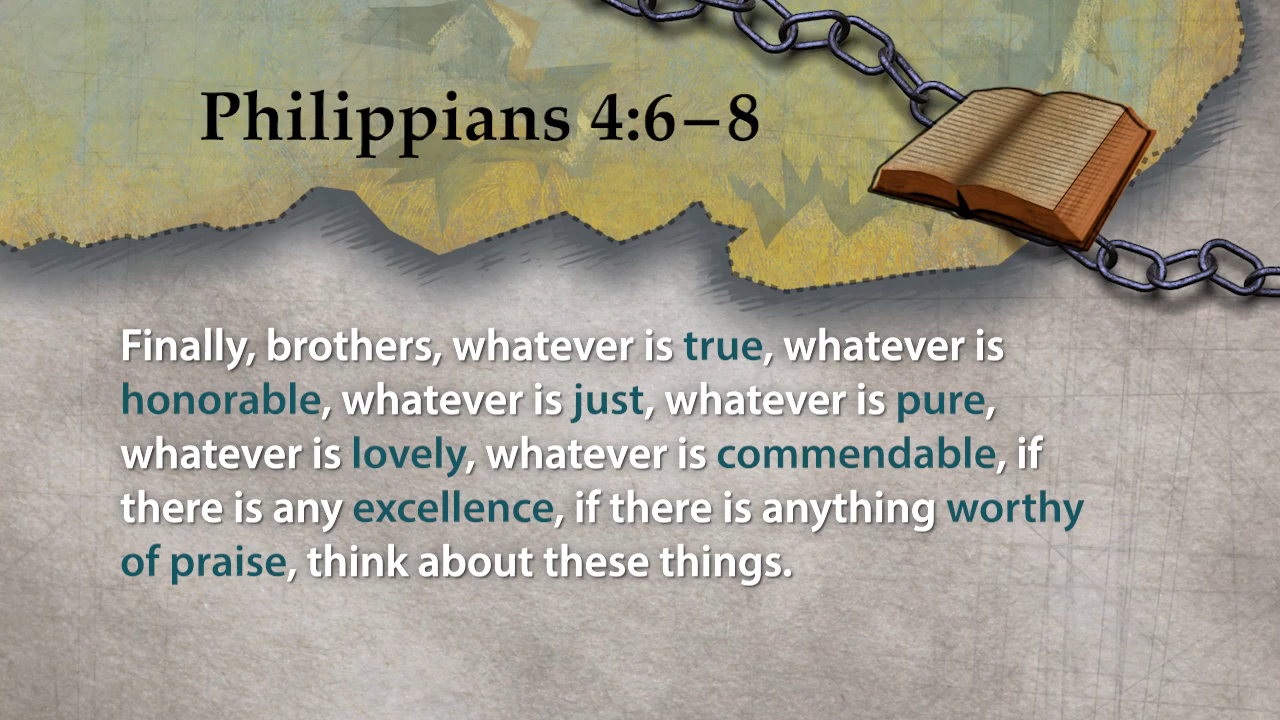 Philippians 4:6–8
Finally, brothers, whatever is true, whatever is
honorable, whatever is just, whatever is pure,
whatever is lovely, whatever is commendable, if
there is any excellence, if there is anything worthy
of praise, think about these things.